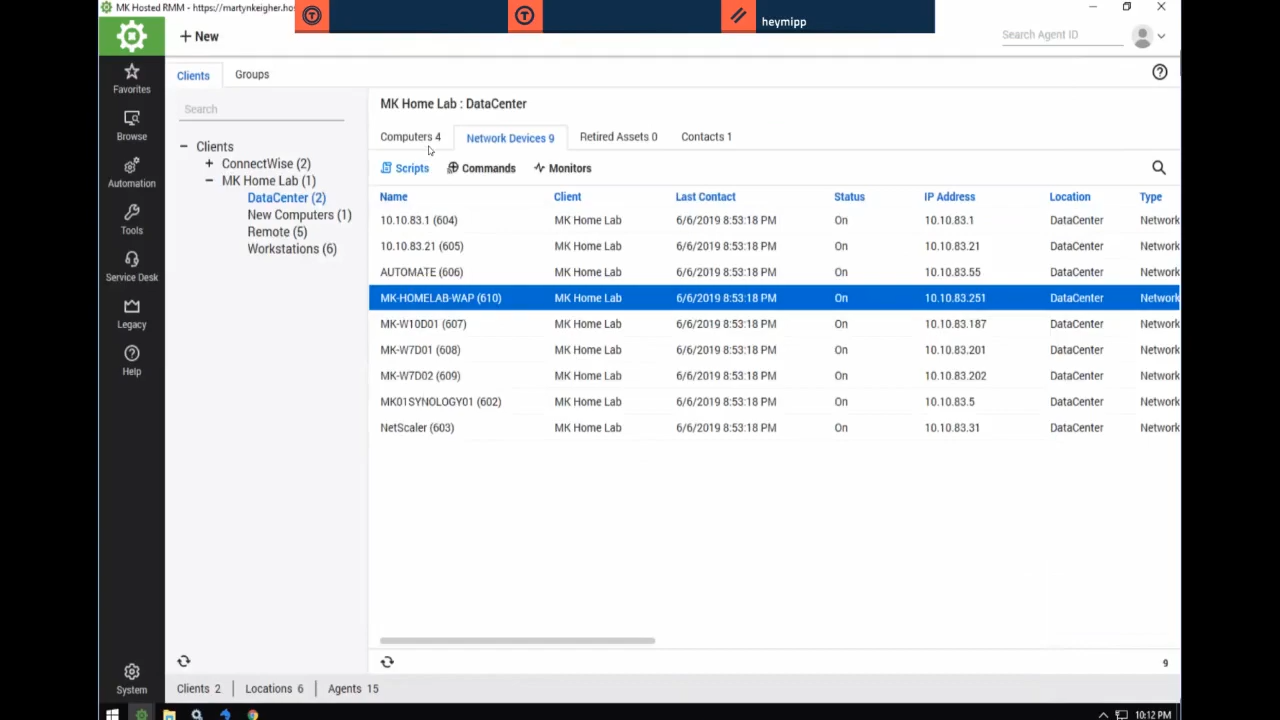 MK Hosted RMM - https://martynkeigher.ho
heymipp
+ New
Search Agent ID
Favorites
Browse
Automation
Tools
Service Desk
Legacy
Help
System
Clients
Groups
Search
− Clients
+ ConnectWise (2)
− MK Home Lab (1)
DataCenter (2)
New Computers (1)
Remote (5)
Workstations (6)
MK Home Lab : DataCenter
Computers 4 Network Devices 9 Retired Assets 0 Contacts 1
Scripts Commands Monitors
Name Client Last Contact Status IP Address Location Type
10.10.83.1 (604) MK Home Lab 6/6/2019 8:53:18 PM On 10.10.83.1 DataCenter Network
10.10.83.21 (605) MK Home Lab 6/6/2019 8:53:18 PM On 10.10.83.21 DataCenter Network
AUTOMATE (606) MK Home Lab 6/6/2019 8:53:18 PM On 10.10.83.55 DataCenter Network
MK-HOMELAB-WAP (610) MK Home Lab 6/6/2019 8:53:18 PM On 10.10.83.251 DataCenter Network
MK-W10D01 (607) MK Home Lab 6/6/2019 8:53:18 PM On 10.10.83.187 DataCenter Network
MK-W7D01 (608) MK Home Lab 6/6/2019 8:53:18 PM On 10.10.83.201 DataCenter Network
MK-W7D02 (609) MK Home Lab 6/6/2019 8:53:18 PM On 10.10.83.202 DataCenter Network
MK01SYNOLOGY01 (602) MK Home Lab 6/6/2019 8:53:18 PM On 10.10.83.5 DataCenter Network
NetScaler (603) MK Home Lab 6/6/2019 8:53:18 PM On 10.10.83.31 DataCenter Network
9
Clients 2 Locations 6 Agents 15
10:12 PM